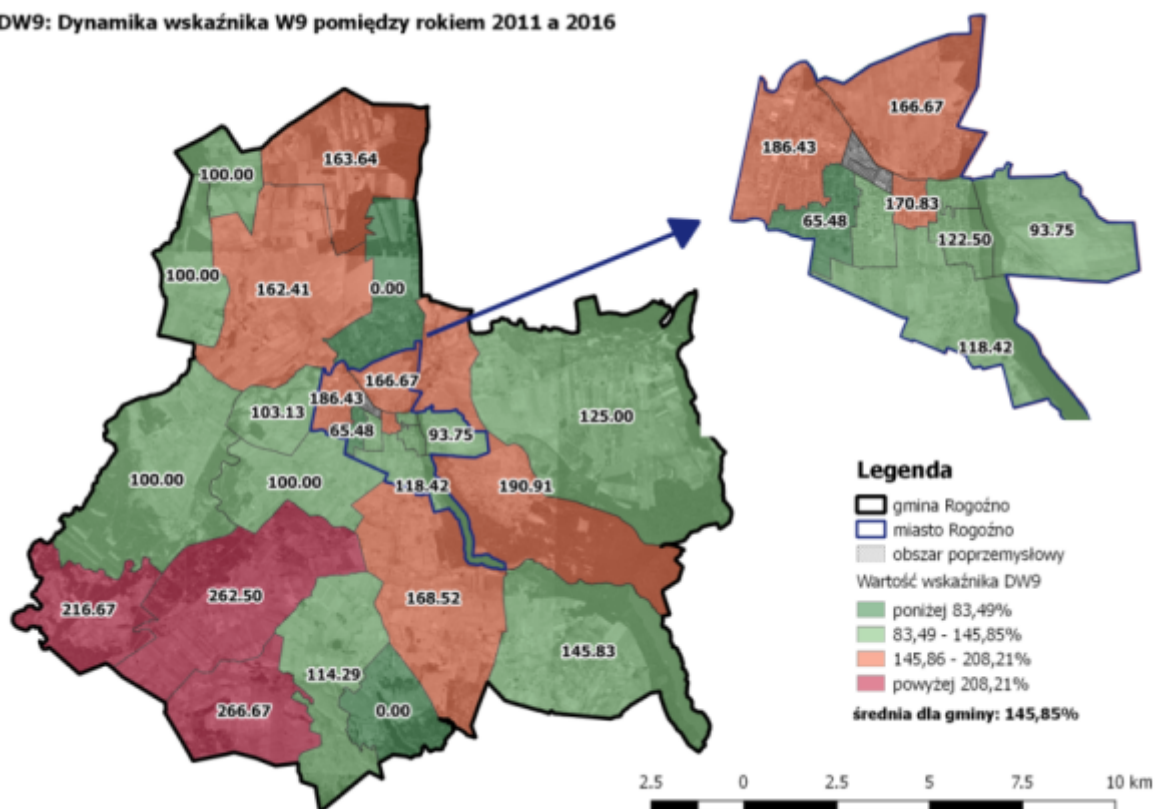 DW9: Dynamika wskaźnika W9 pomiędzy rokiem 2011 a 2016
166.67
186.43
170.83
65.48
122.50
93.75
118.42
163.64
100.00
100.00
162.41
0.00
166.67
186.43
103.13
65.48
93.75
125.00
100.00
100.00
118.42
190.91
216.67
262.50
168.52
145.83
114.29
266.67
0.00
Legenda
gmina Rogoźno
miasto Rogoźno
obszar poprzemysłowy
Wartość wskaźnika DW9
poniżej 83,49%
83,49 - 145,85%
145,86 - 208,21%
powyżej 208,21%
średnia dla gminy: 145,85%
2.5 0 2.5 5 7.5 10 km